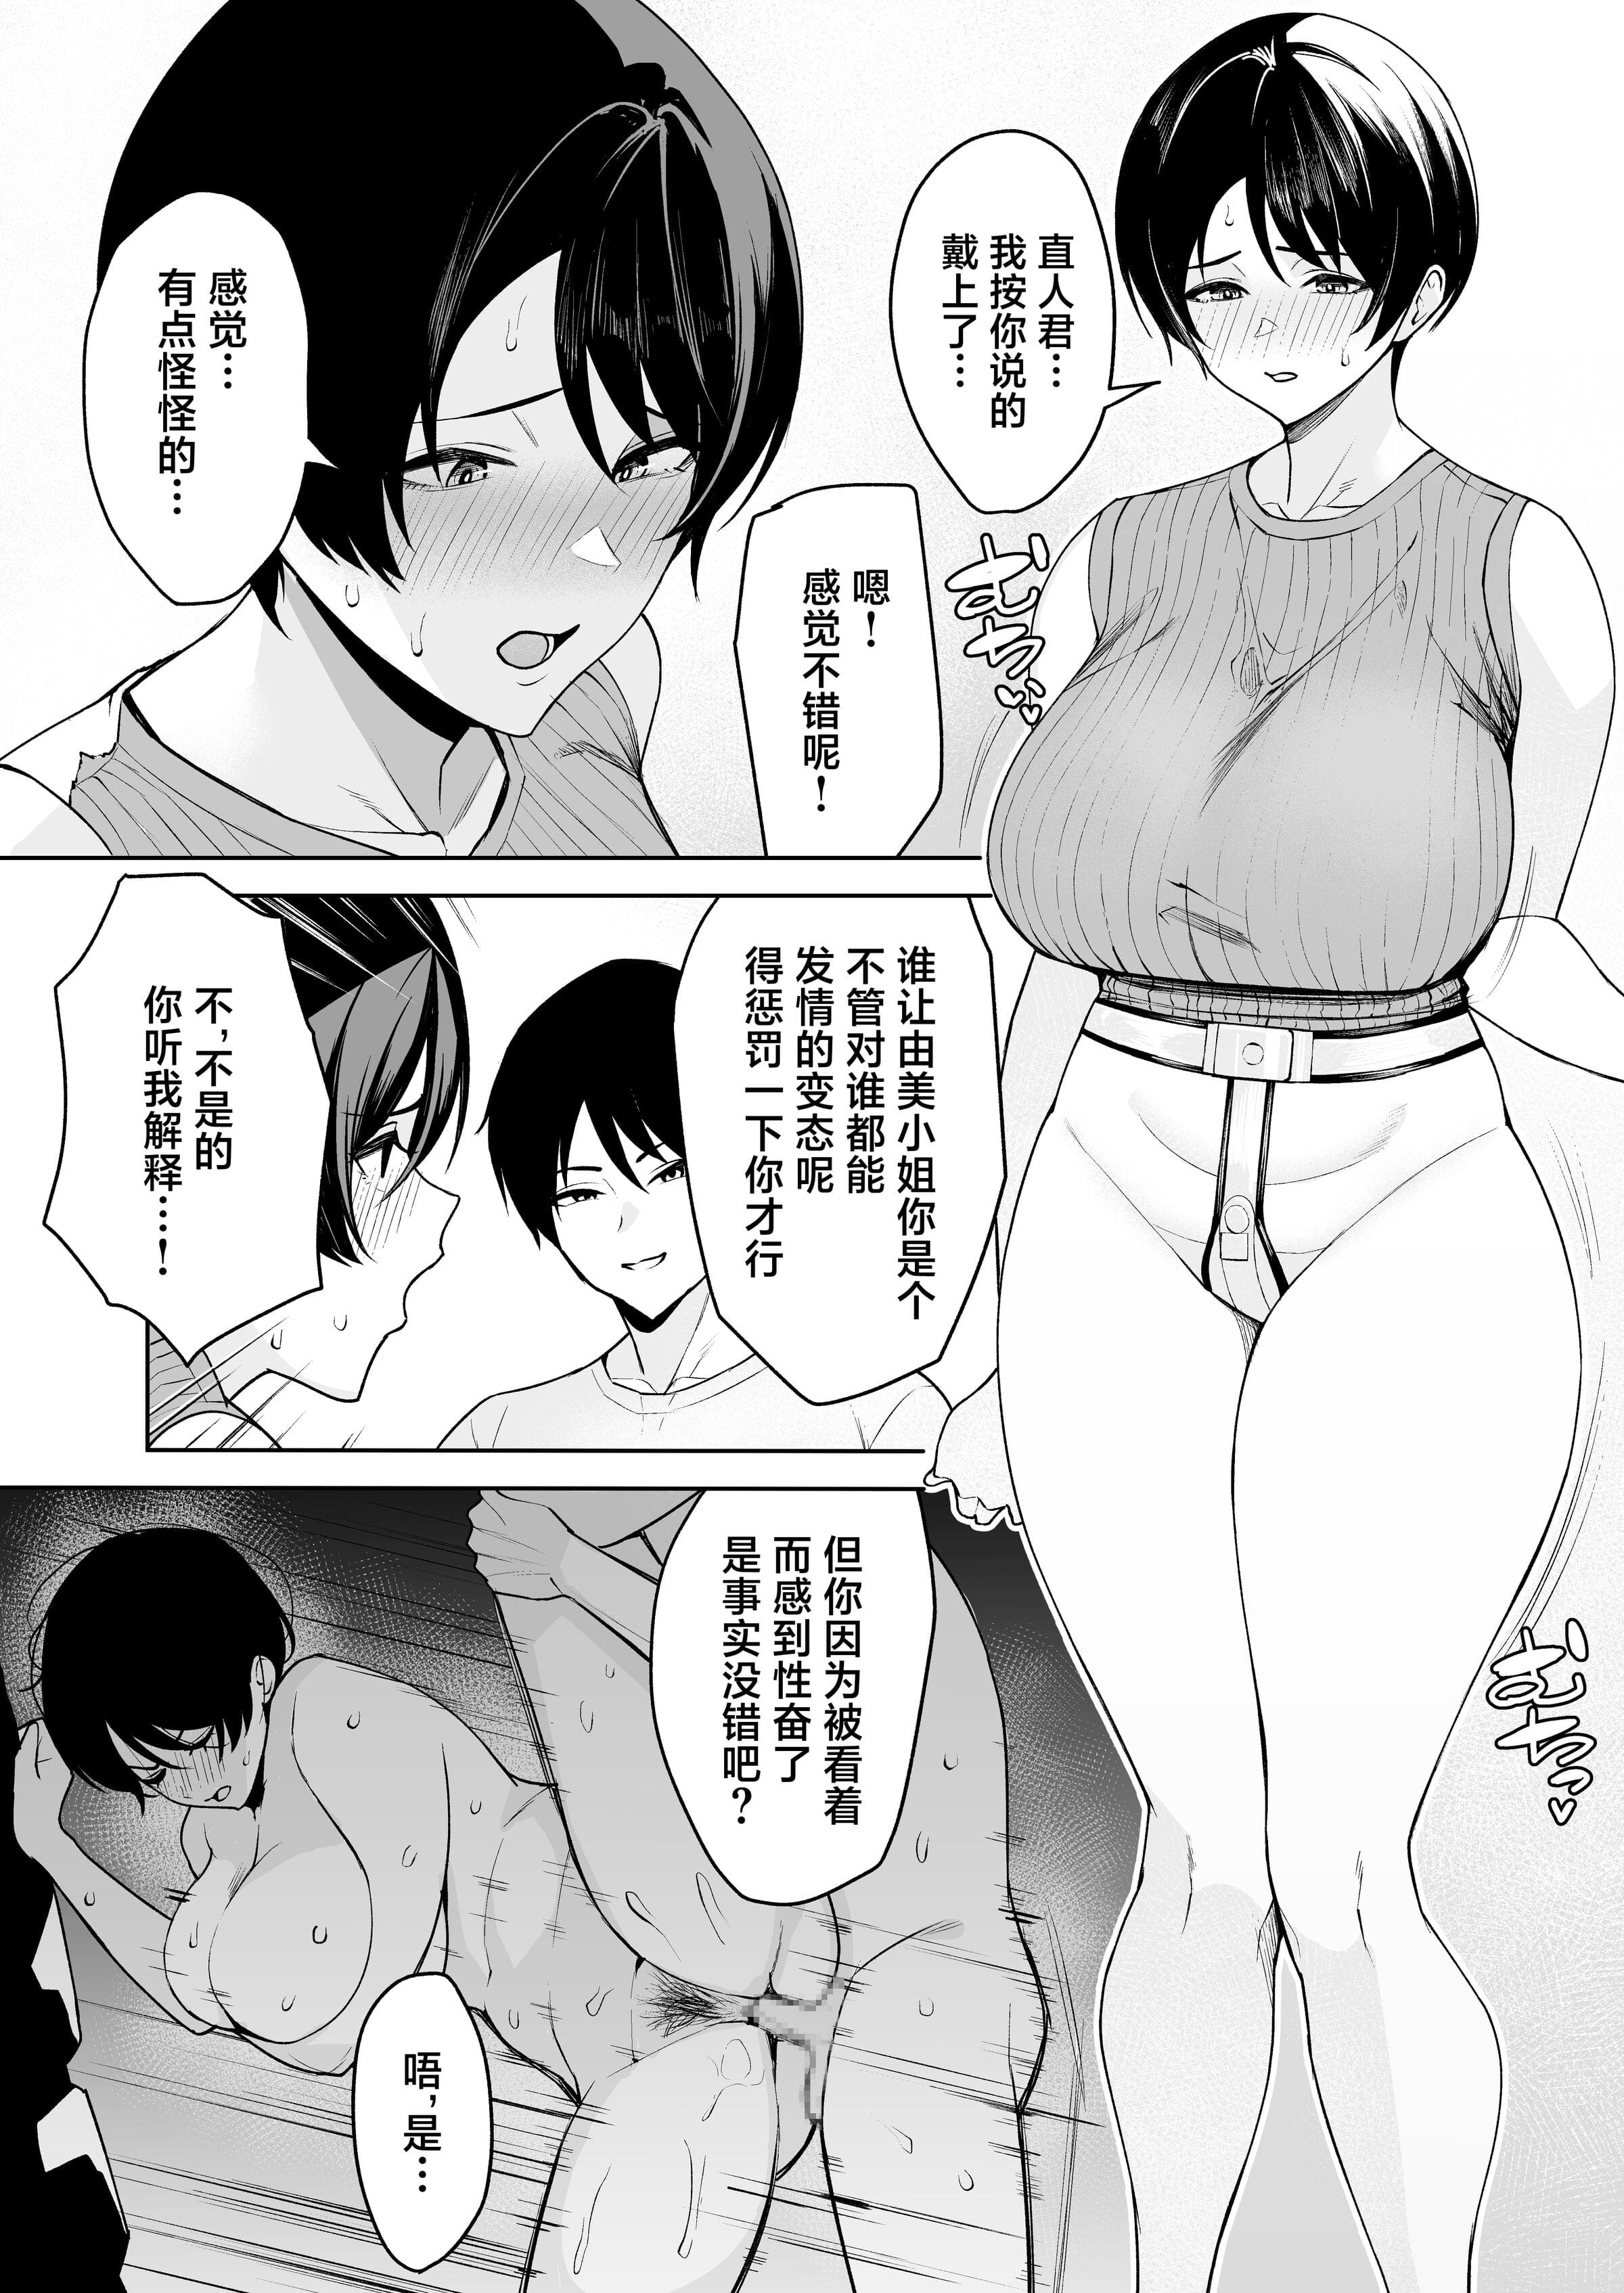 直人君…
我按你说的
戴上了…
むちっ
嗯！
感觉不错呢！
感觉…
有点怪怪的…
谁让由美小姐你是个
不管对谁都能
发情的变态呢
得惩罚一下你才行
不，不是的
你听我解释…！
むちっ
但你因为被看着
而感到性奋了
是事实没错吧？
唔，是…